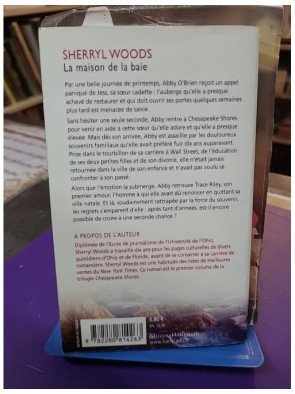 SHERRYL WOODS
La maison de la baie
Par une belle journée de printemps, Abby O'Brien reçoit un appel
paniqué de Jess, sa sœur cadette : l'auberge qu'elle a presque
achevé de restaurer et qui doit ouvrir ses portes quelques semaines
plus tard est menacée de saisie.
Sans hésiter une seule seconde, Abby rentre à Chesapeake Shores
pour venir en aide à cette sœur qu'elle adore et qu'elle a presque
élevée. Mais dès son arrivée, Abby est assaillie par les douloureux
souvenirs familiaux qu'elle avait préféré fuir dix ans auparavant.
Prise dans le tourbillon de sa carrière à Wall Street, de l'éducation
de ses deux petites filles et de son divorce, elle n'était jamais
retournée dans la ville de son enfance et n'avait pas voulu se
confronter à son passé.
Alors que l'émotion la submerge, Abby retrouve Trace Riley, son
premier amour, l'homme à qui elle avait dû renoncer en quittant sa
ville natale. Et là, soudainement rattrapée par la force du souvenir,
les regrets s'emparent d'elle : après tant d'années, est-il encore
possible de croire à une seconde chance ?
A PROPOS DE L'AUTEUR
Diplômée de l'Ecole de journalisme de l'Université de l'Ohio,
Sherryl Woods a travaillé dix ans pour les pages culturelles de divers
quotidiens d'Ohio et de Floride, avant de se consacrer à sa carrière de
romancière. Sherryl Woods est une habituée des listes de meilleures
ventes du New York Times. Ce roman est le premier volume de la
trilogie Chesapeake Shores.
6,90 €
9 782280 814263